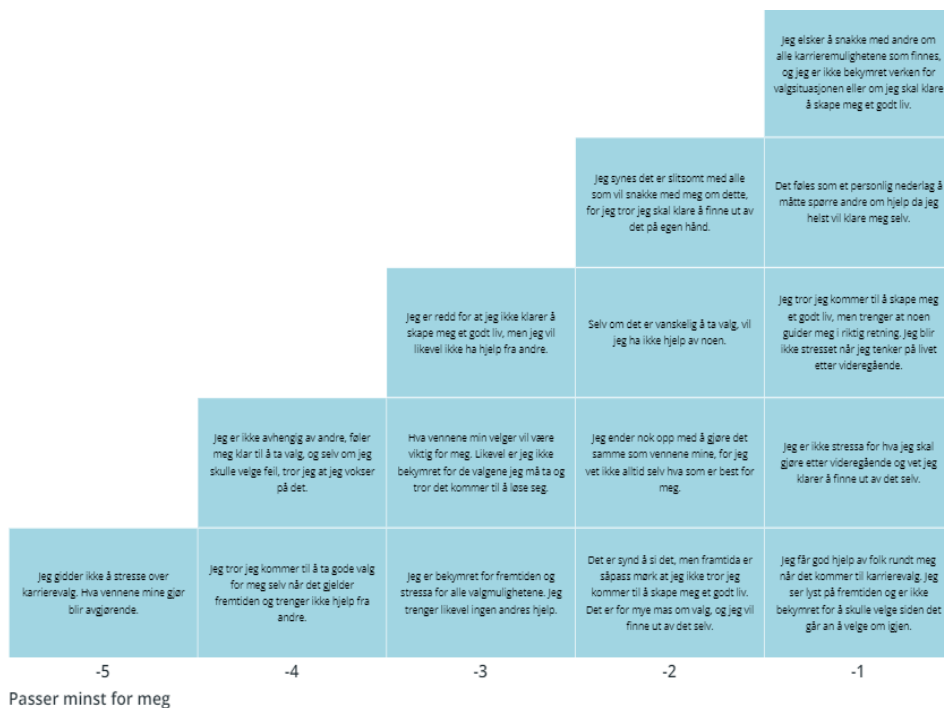 Jeg elsker å snakke med andre om
alle karrieremulighetene som finnes,
og jeg er ikke bekymret verken for
valgsituasjonen eller om jeg skal klare
å skape meg et godt liv.
Jeg synes det er slitsomt med alle
som vil snakke med meg om dette,
for jeg tror jeg skal klare å finne ut av
det på egen hånd.
Det føles som et personlig nederlag å
måtte spørre andre om hjelp da jeg
helst vil klare meg selv.
Jeg er redd for at jeg ikke klarer å
skape meg et godt liv, men jeg vil
likevel ikke ha hjelp fra andre.
Selv om det er vanskelig å ta valg, vil
jeg ha ikke hjelp av noen.
Jeg tror jeg kommer til å skape meg
et godt liv, men trenger at noen
guider meg i riktig retning. Jeg blir
ikke stresset når jeg tenker på livet
etter videregående.
Jeg er ikke avhengig av andre, føler
meg klar til å ta valg, og selv om jeg
skulle velge feil, tror jeg at jeg vokser
på det.
Hva vennene min velger vil være
viktig for meg. Likevel er jeg ikke
bekymret for de valgene jeg må ta og
tror det kommer til å løse seg.
Jeg ender nok opp med å gjøre det
samme som vennene mine, for jeg
vet ikke alltid selv hva som er best for
meg.
Jeg er ikke stressa for hva jeg skal
gjøre etter videregående og vet jeg
klarer å finne ut av det selv.
Jeg gidder ikke å stresse over
karrierevalg. Hva vennene mine gjør
blir avgjørende.
Jeg tror jeg kommer til å ta gode valg
for meg selv når det gjelder
fremtiden og trenger ikke hjelp fra
andre.
Jeg er bekymret for fremtiden og
stressa for alle valgmulighetene. Jeg
trenger likevel ingen andres hjelp.
Det er synd å si det, men framtida er
såpass mørk at jeg ikke tror jeg
kommer til å skape meg et godt liv.
Det er for mye mas om valg, og jeg vil
finne ut av det selv.
Jeg får god hjelp av folk rundt meg
når det kommer til karrierevalg. Jeg
ser lyst på fremtiden og er ikke
bekymret for å skulle velge siden det
går an å velge om igjen.
-5
-4
-3
-2
-1
Passer minst for meg